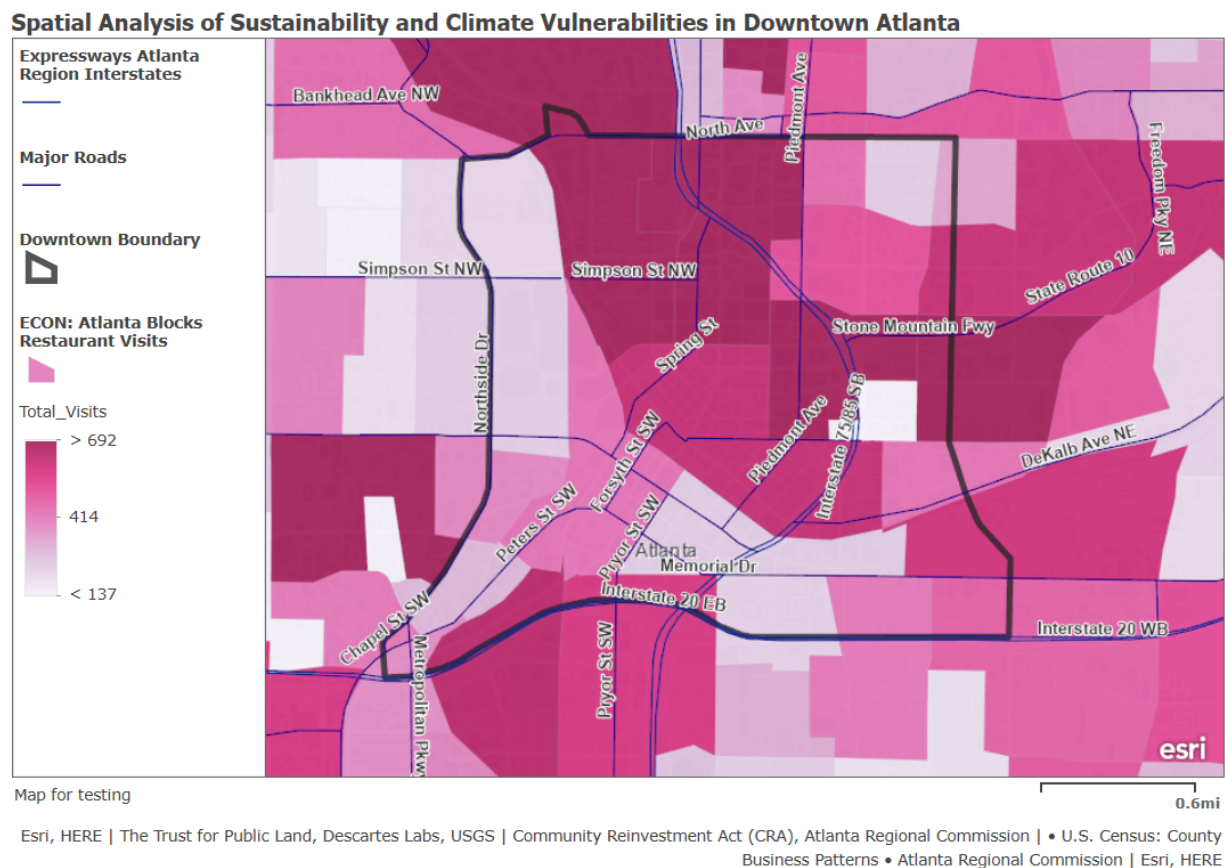 Spatial Analysis of Sustainability and Climate Vulnerabilities in Downtown Atlanta
Expressways Atlanta
Region Interstates
Major Roads
Downtown Boundary
ECON: Atlanta Blocks
Restaurant Visits
Total_Visits
> 692
414
< 137
Bankhead Ave NW
North Ave
Piedmont Ave
Freedom Pky NE
Simpson St NW
Simpson St NW
State Route 10
Stone Mountain Fwy
Spring St
Northside Dr
Interstate 75/85 SB
Piedmont Ave
Forsyth St SW
DeKalb Ave NE
Peters St SW
Pryor St SW
Atlanta
Memorial Dr
Interstate 20 EB
Chapel St SW
Metropolitan Pkw
Pryor St SW
Interstate 20 WB
esri
Map for testing
0.6mi
Esri, HERE | The Trust for Public Land, Descartes Labs, USGS | Community Reinvestment Act (CRA), Atlanta Regional Commission | • U.S. Census: County
Business Patterns • Atlanta Regional Commission | Esri, HERE